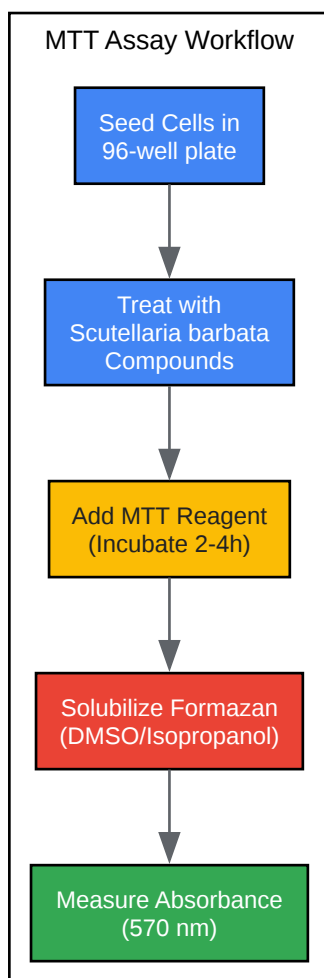 MTT Assay Workflow
Seed Cells in
96-well plate
Treat with
Scutellaria barbata
Compounds
Add MTT Reagent
(Incubate 2-4h)
Solubilize Formazan
(DMSO/Isopropanol)
Measure Absorbance
(570 nm)